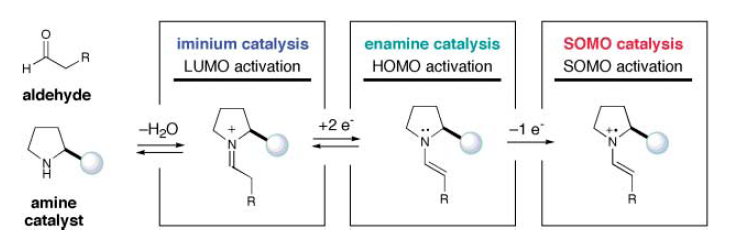 O
H
R
aldehyde
N
H
amine
catalyst
–H₂O
iminium catalysis
LUMO activation
+
N
R
+2 e⁻
enamine catalysis
HOMO activation
N
R
–1 e⁻
SOMO catalysis
SOMO activation
+
N
R